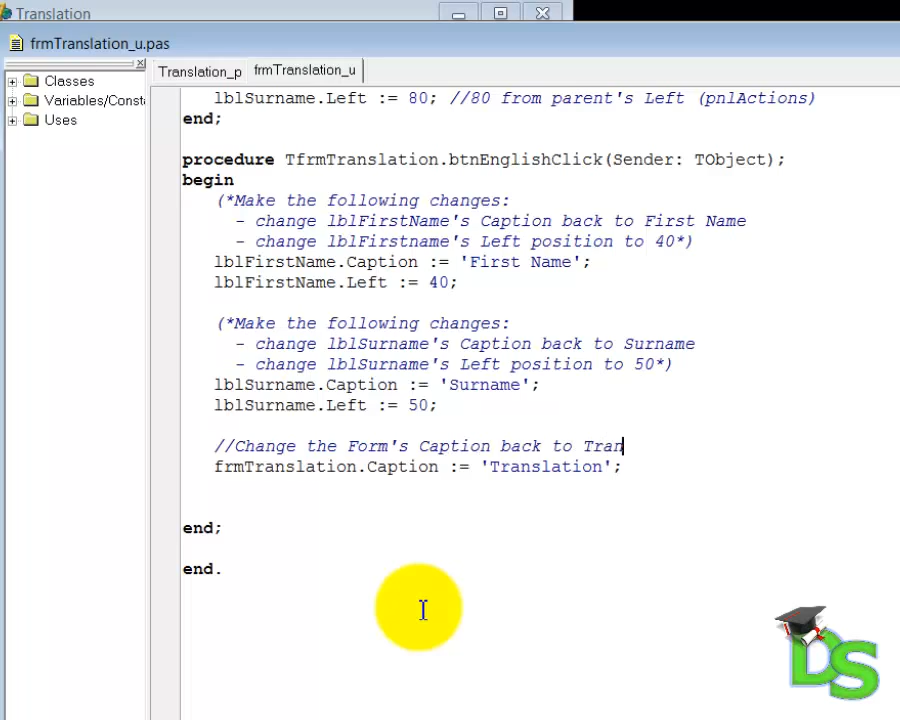 Translation
frmTranslation_u.pas
Classes
Variables/Const
Uses
Translation_p frmTranslation_u
lblSurname.Left := 80; //80 from parent's Left (pnlActions)
end;
procedure TfrmTranslation.btnEnglishClick(Sender: TObject);
begin
(*Make the following changes:
- change lblFirstName's Caption back to First Name
- change lblFirstname's Left position to 40*)
lblFirstName.Caption := 'First Name';
lblFirstName.Left := 40;
(*Make the following changes:
- change lblSurname's Caption back to Surname
- change lblSurname's Left position to 50*)
lblSurname.Caption := 'Surname';
lblSurname.Left := 50;
//Change the Form's Caption back to Tran
frmTranslation.Caption := 'Translation';
end;
end.
DS